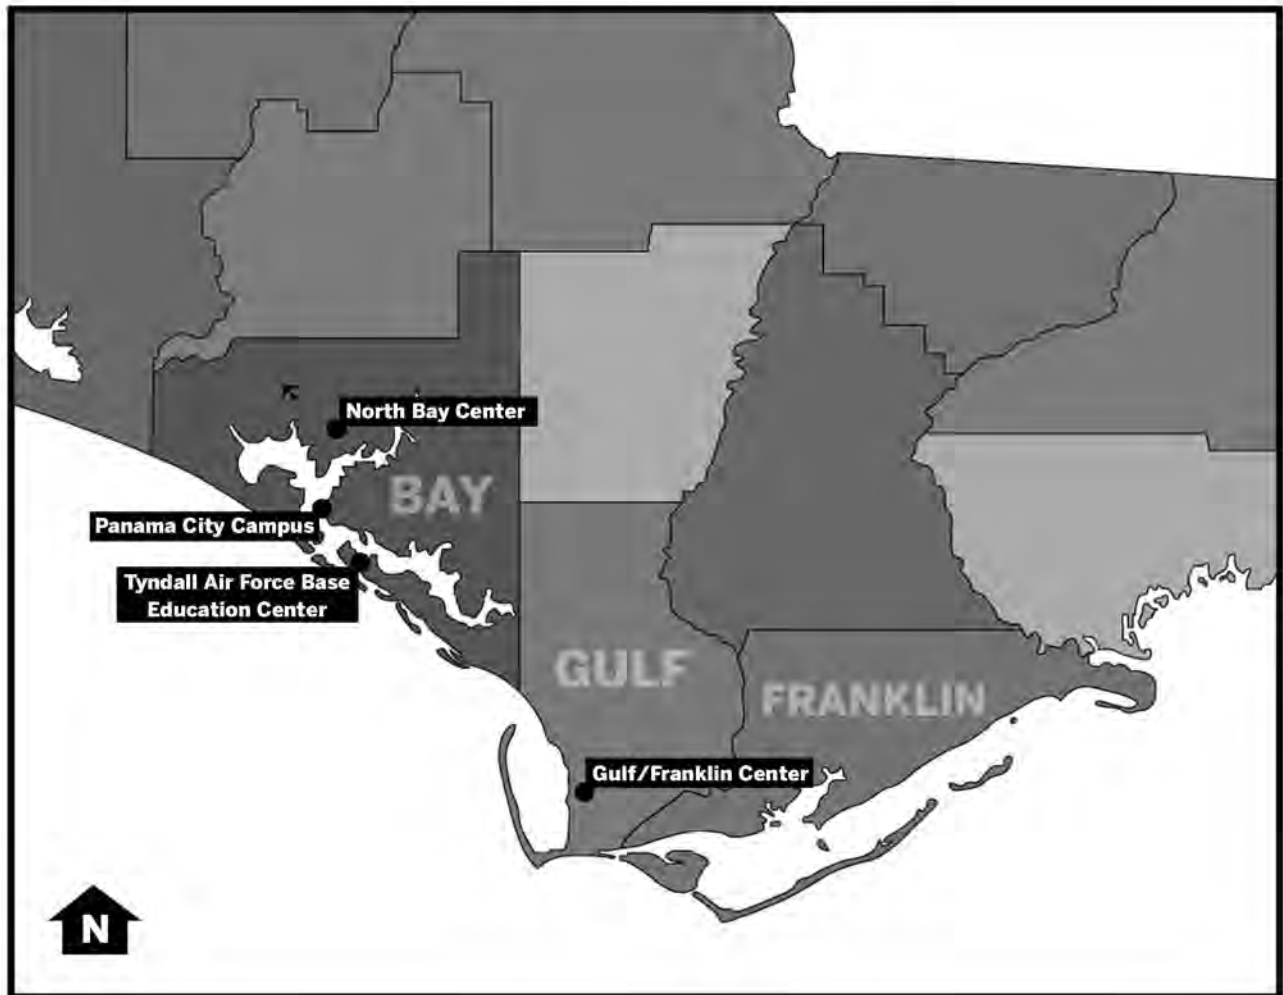 North Bay Center
BAY
Panama City Campus
Tyndall Air Force Base
Education Center
GULF
FRANKLIN
Gulf/Franklin Center
N